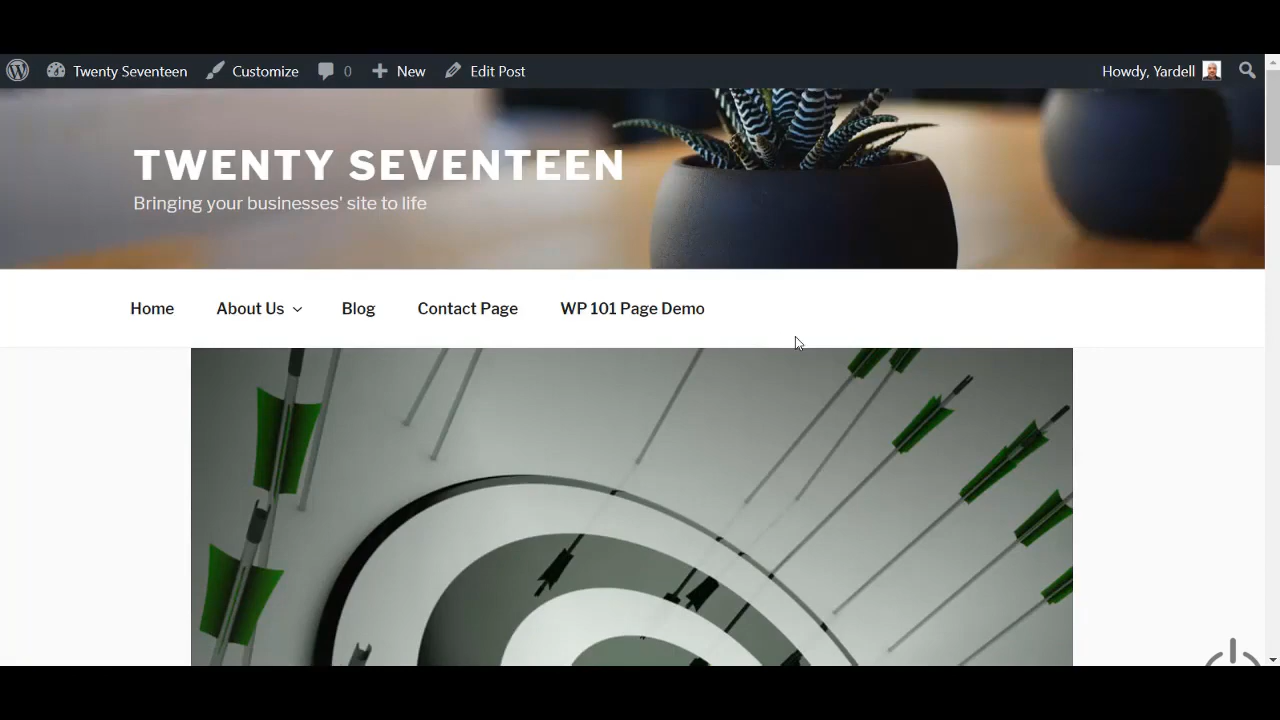 Twenty Seventeen Customize 0 New Edit Post Howdy, Yardell
TWENTY SEVENTEEN
Bringing your businesses' site to life
Home About Us Blog Contact Page WP 101 Page Demo